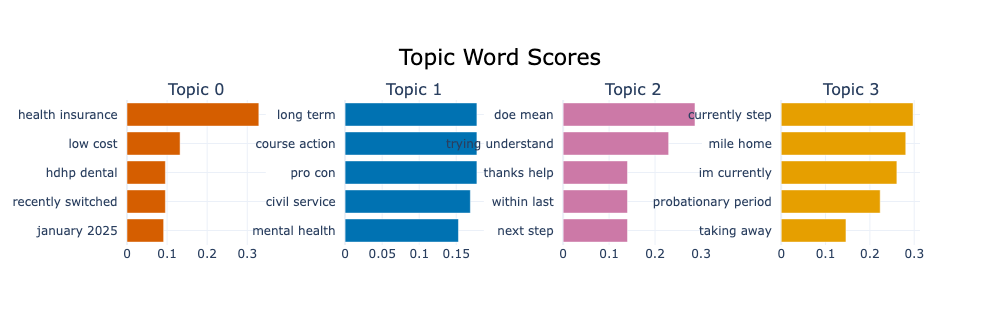 Topic Word Scores
Topic 0
health insurance
low cost
hdhp dental
recently switched
january 2025
0 0.1 0.2 0.3
Topic 1
long term
course action
pro con
civil service
mental health
0 0.05 0.1 0.15
Topic 2
doe mean
trying understand
thanks help
within last
next step
0 0.1 0.2 0.3
Topic 3
currently step
mile home
im currently
probationary period
taking away
0 0.1 0.2 0.3